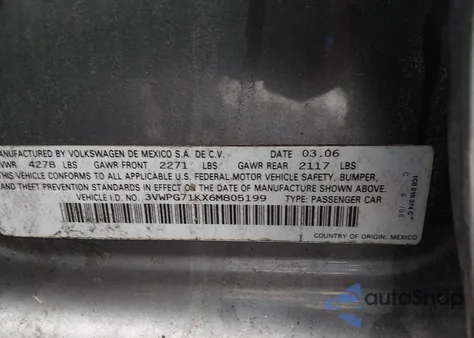 MANUFACTURED BY VOLKSWAGEN DE MEXICO S.A. DE C.V. DATE 03.06
VWR 4278 LBS GAWR FRONT 2271 LBS GAWR REAR 2117 LBS
THIS VEHICLE CONFORMS TO ALL APPLICABLE U.S. FEDERAL MOTOR VEHICLE SAFETY, BUMPER,
AND THEFT PREVENTION STANDARDS IN EFFECT ON THE DATE OF MANUFACTURE SHOWN ABOVE.
VEHICLE I.D. NO. 3VWPG71KX6M805199 TYPE: PASSENGER CAR
COUNTRY OF ORIGIN: MEXICO
autoSnap